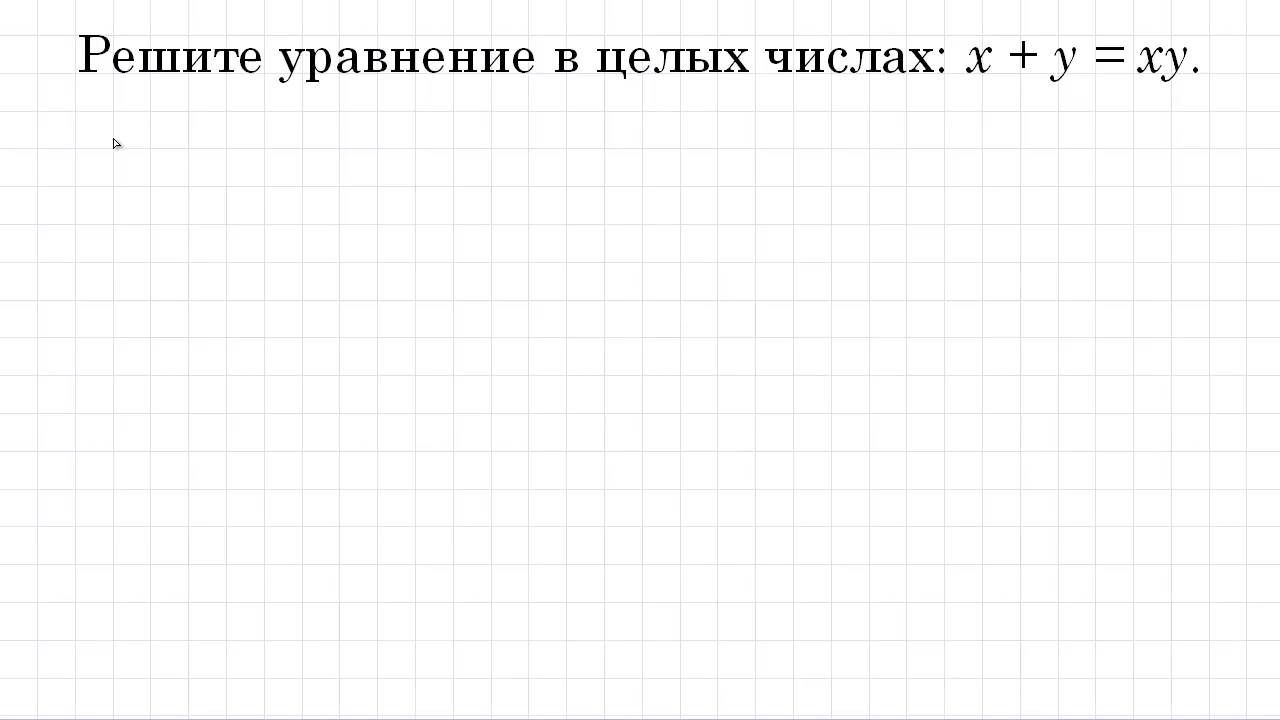 Решите уравнение в целых числах: x + y = xy.